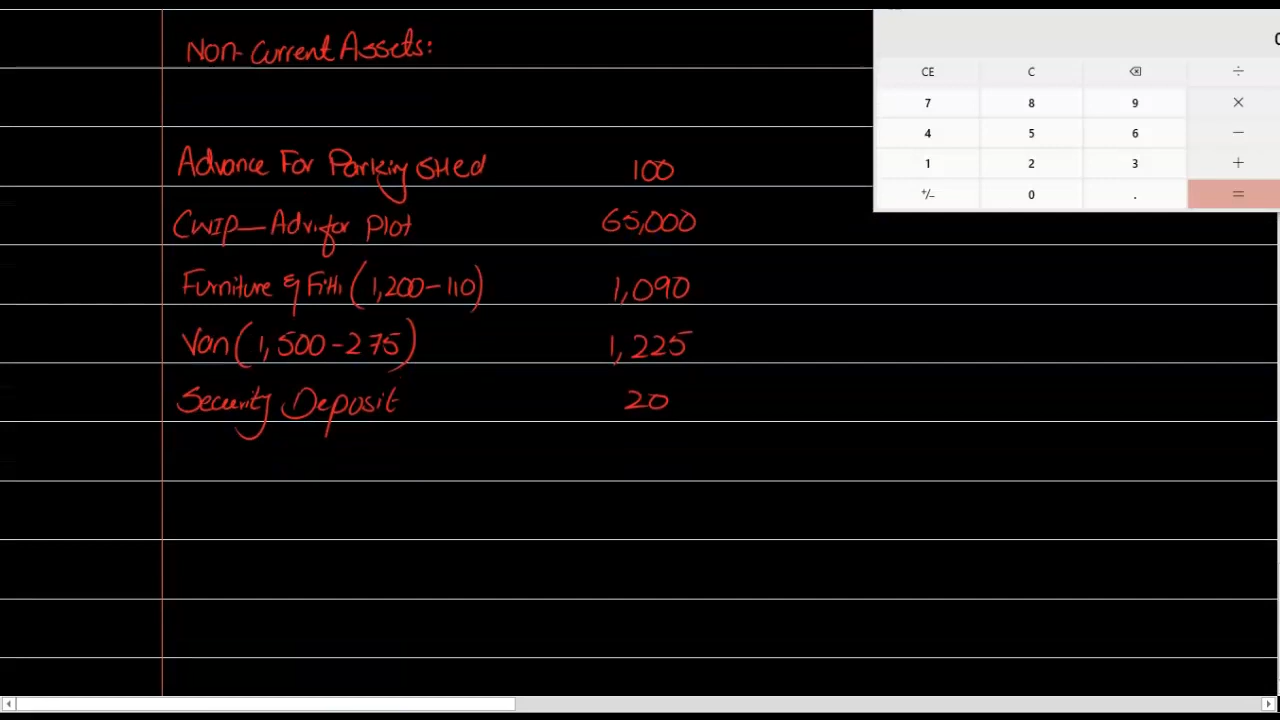 Non-Current Assets:
Advance For Parking SHed 100
CWIP—Adv. for Plot 65,000
Furniture & Fitti (1,200-110) 1,090
Van (1,500-275) 1,225
Security Deposit 20
CE C ⌫ ÷
7 8 9 ×
4 5 6 −
1 2 3 +
+/− 0 . =